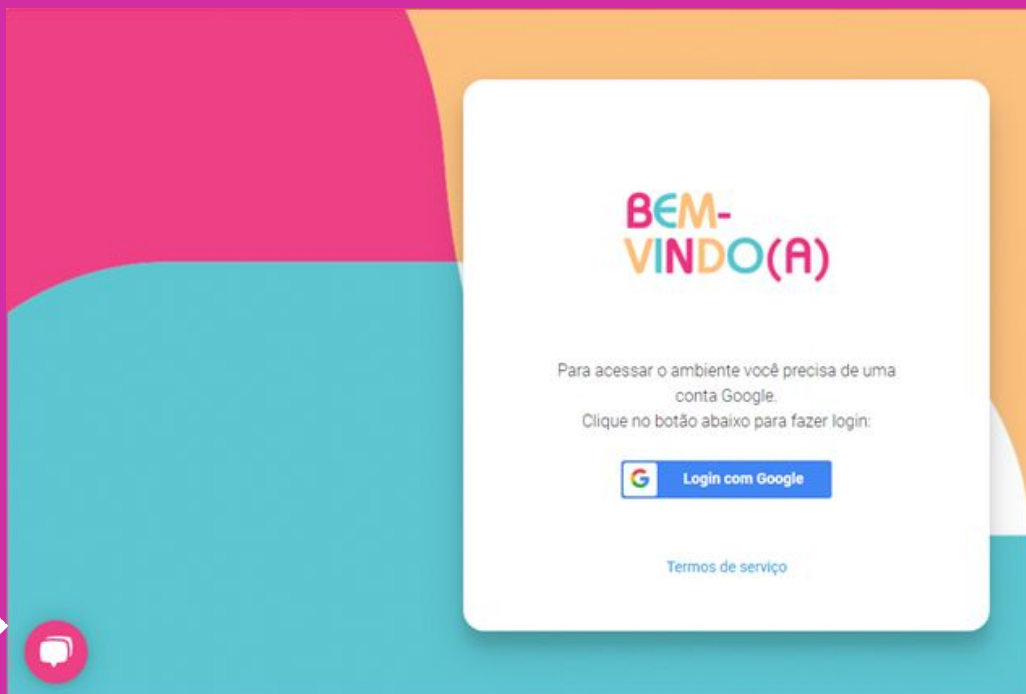 BEM-
VINDO(A)
Para acessar o ambiente você precisa de uma
conta Google.
Clique no botão abaixo para fazer login:
G Login com Google
Termos de serviço